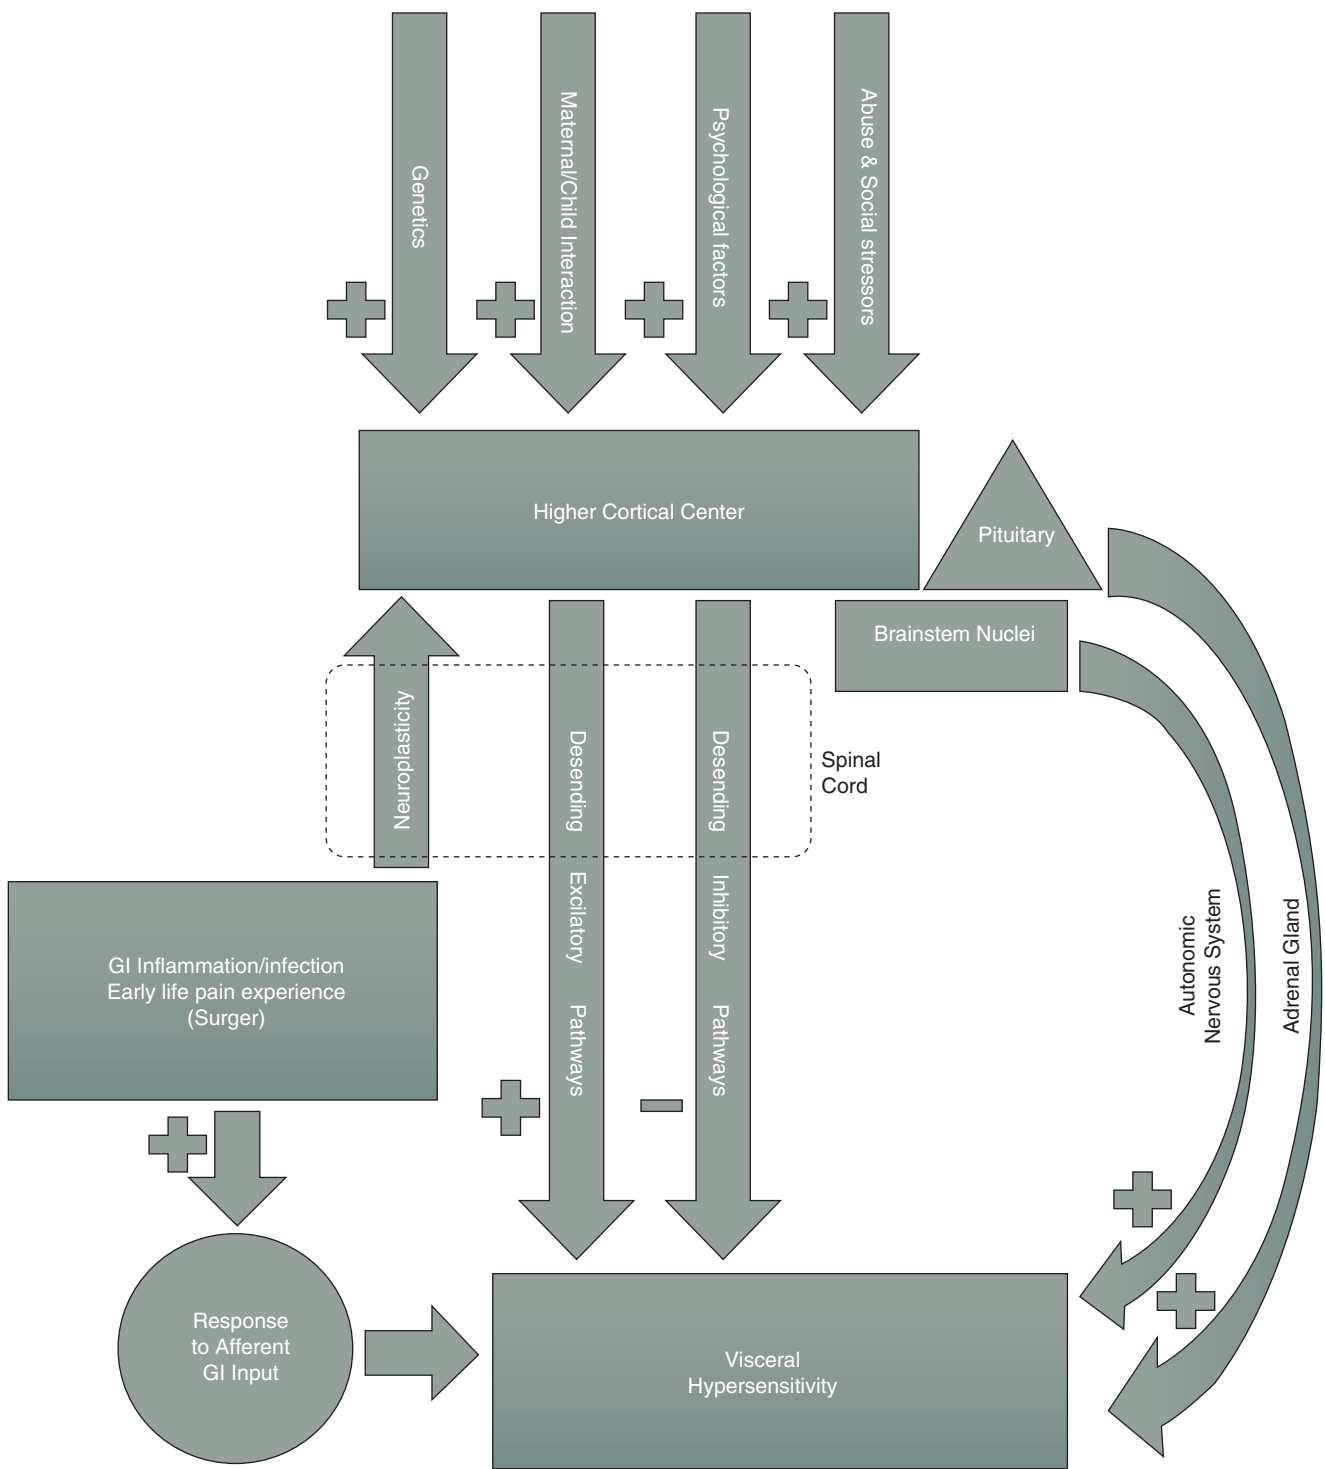 Genetics
Maternal/Child Interaction
Psychological factors
Abuse & Social stressors
Higher Cortical Center
Pituitary
Brainstem Nuclei
Neuroplasticity
Desending Excilatory Pathways
Desending Inhibitory Pathways
Spinal
Cord
GI Inflammation/infection
Early life pain experience
(Surger)
Autonomic
Nervous System
Adrenal Gland
Response
to Afferent
GI Input
Visceral
Hypersensitivity